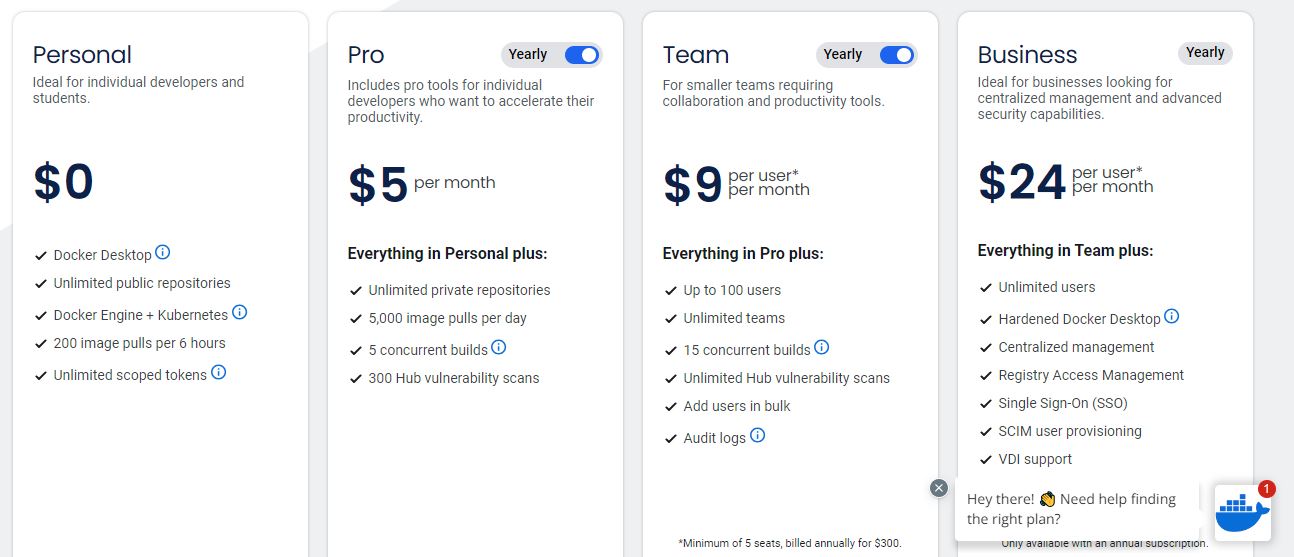 Personal
Ideal for individual developers and
students.
$0
Docker Desktop
Unlimited public repositories
Docker Engine + Kubernetes
200 image pulls per 6 hours
Unlimited scoped tokens
Pro
Yearly
Includes pro tools for individual
developers who want to accelerate their
productivity.
$5 per month
Everything in Personal plus:
Unlimited private repositories
5,000 image pulls per day
5 concurrent builds
300 Hub vulnerability scans
Team
Yearly
For smaller teams requiring
collaboration and productivity tools.
$9 per user*
per month
Everything in Pro plus:
Up to 100 users
Unlimited teams
15 concurrent builds
Unlimited Hub vulnerability scans
Add users in bulk
Audit logs
*Minimum of 5 seats, billed annually for $300.
Business
Yearly
Ideal for businesses looking for
centralized management and advanced
security capabilities.
$24 per user*
per month
Everything in Team plus:
Unlimited users
Hardened Docker Desktop
Centralized management
Registry Access Management
Single Sign-On (SSO)
SCIM user provisioning
VDI support
Hey there! 👏 Need help finding
the right plan?
1
Only available with an annual subscription.